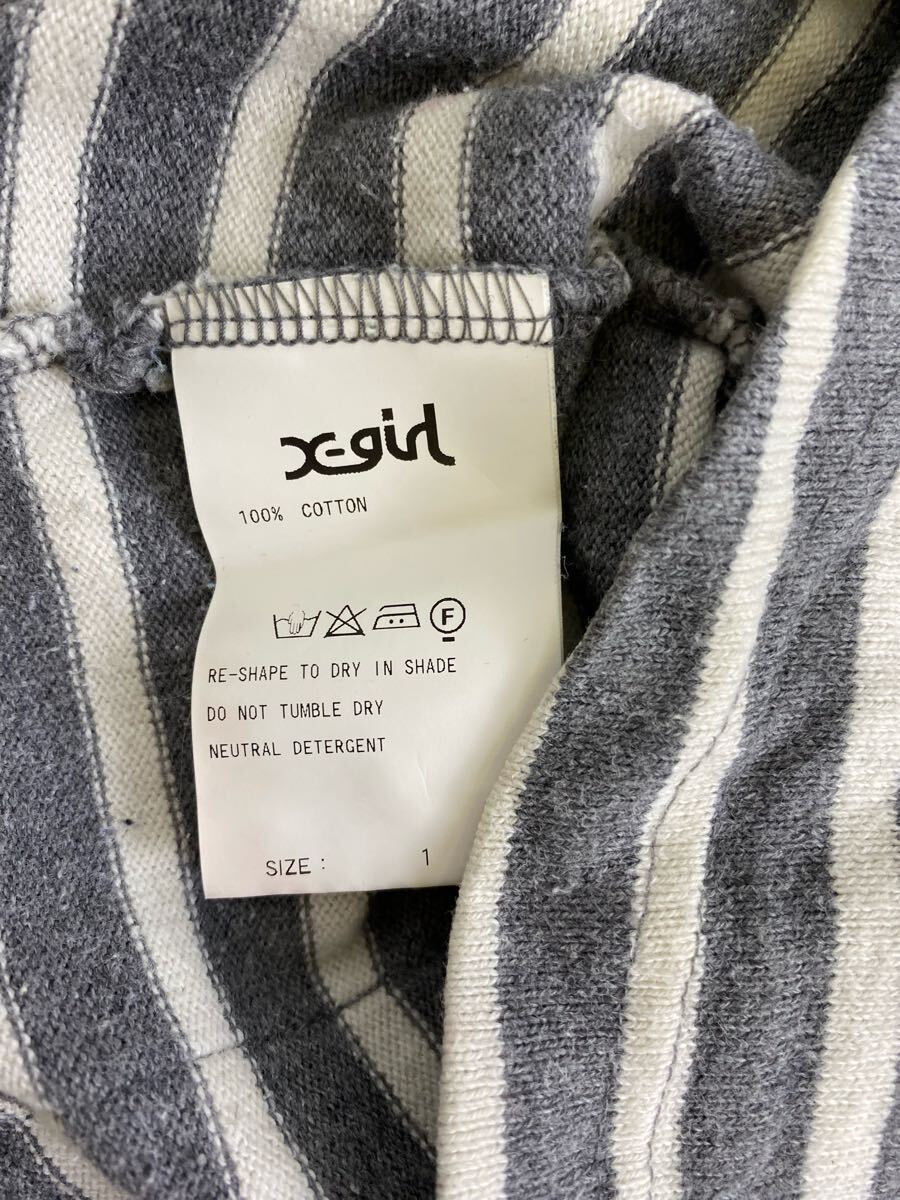 X-girl
100% COTTON
F
RE-SHAPE TO DRY IN SHADE
DO NOT TUMBLE DRY
NEUTRAL DETERGENT
SIZE : 1